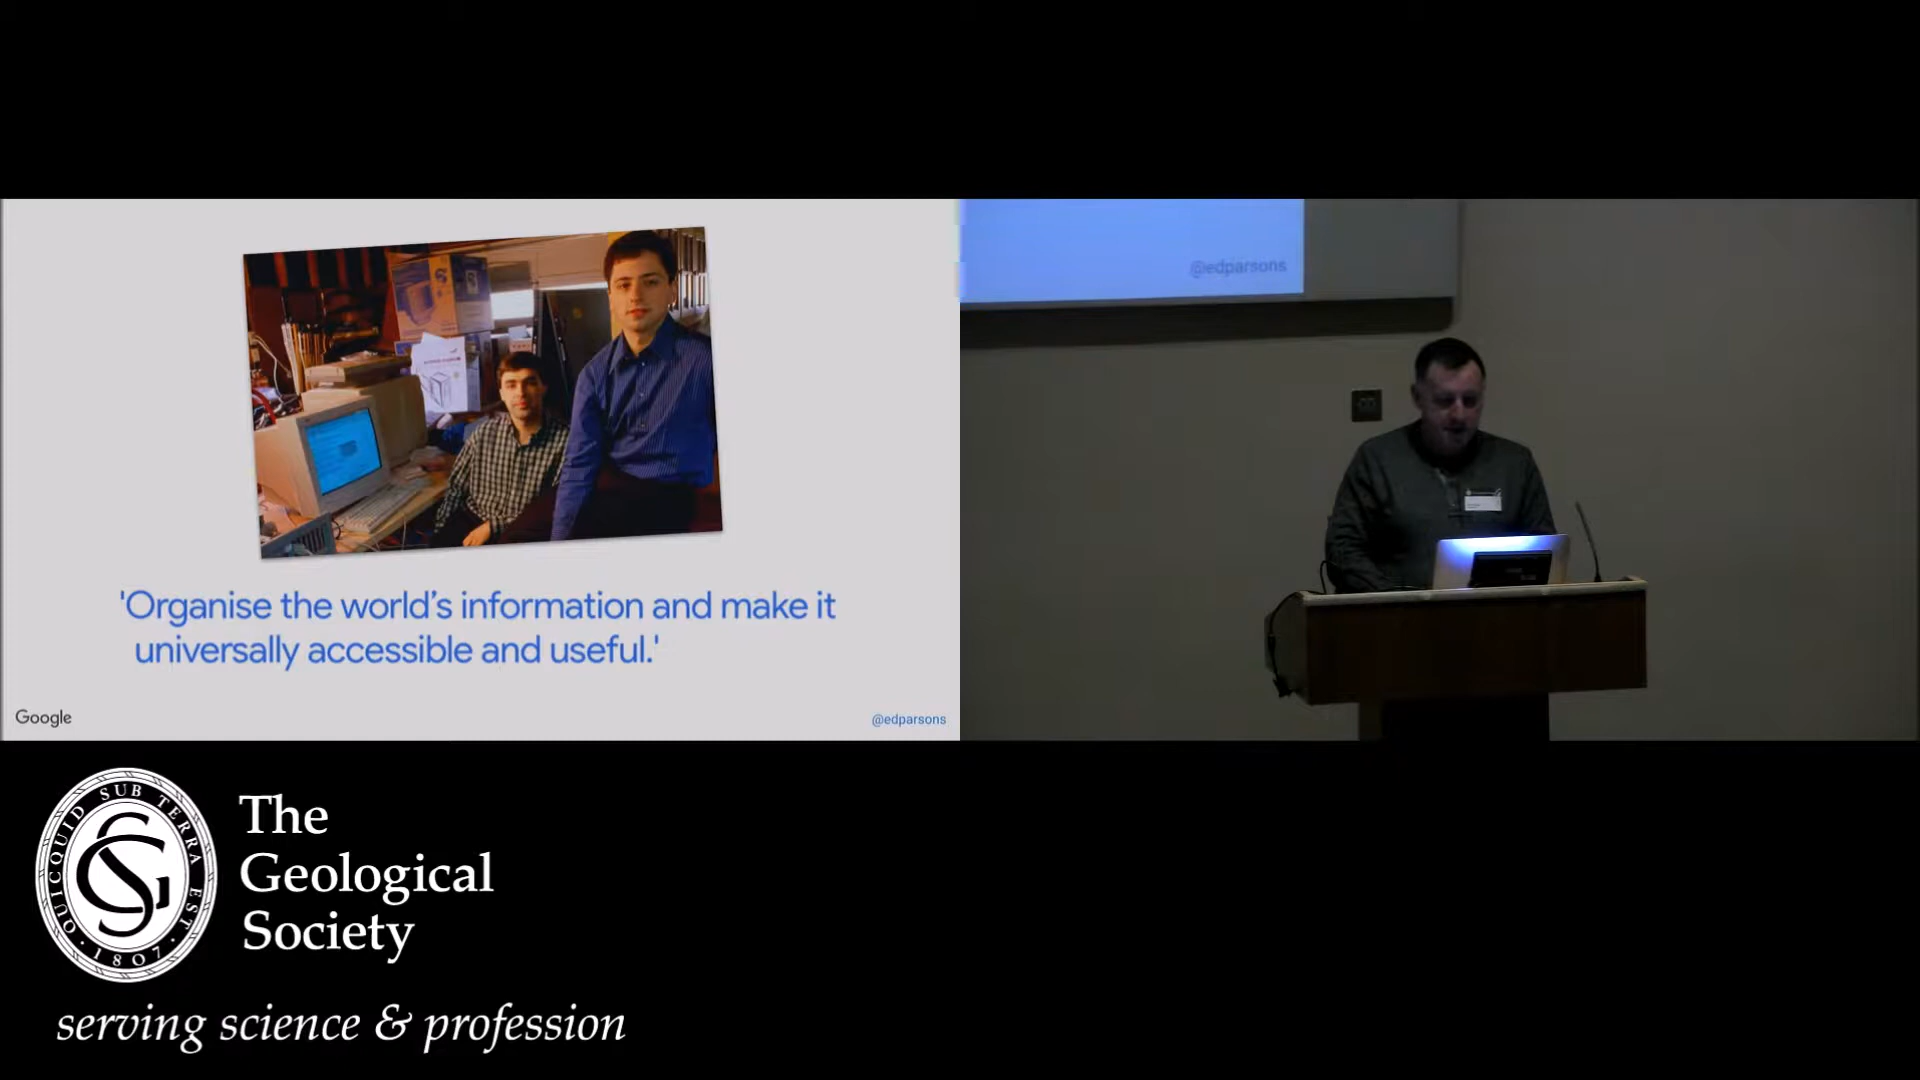 'Organise the world's information and make it
universally accessible and useful.'
Google
@edparsons
@edparsons
QUICQUID SUB TERRA EST
· 1807 ·
The
Geological
Society
serving science & profession